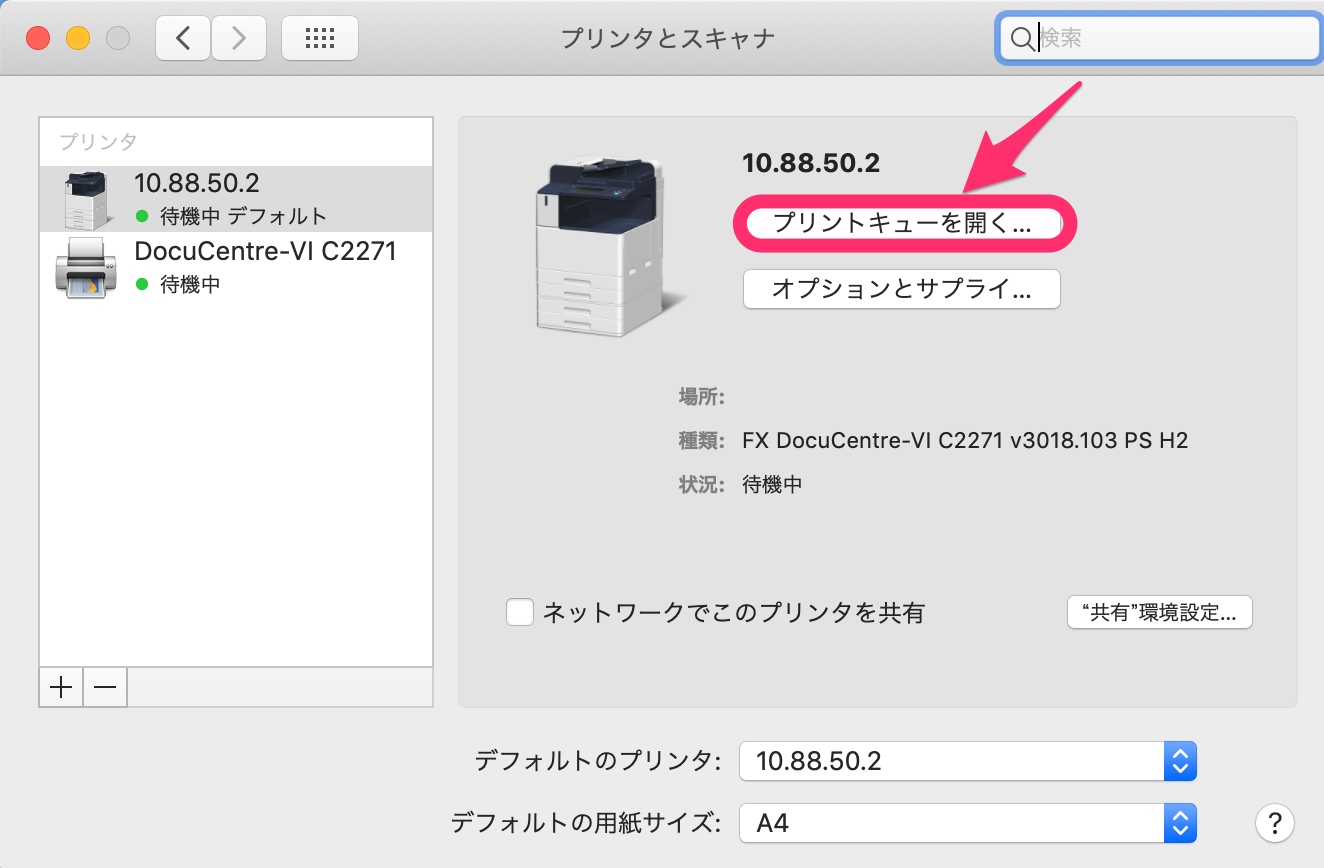 プリンタとスキャナ
検索
プリンタ
10.88.50.2
待機中 デフォルト
DocuCentre-VI C2271
待機中
10.88.50.2
プリントキューを開く...
オプションとサプライ...
場所:
種類: FX DocuCentre-VI C2271 v3018.103 PS H2
状況: 待機中
ネットワークでこのプリンタを共有
“共有”環境設定...
デフォルトのプリンタ: 10.88.50.2
デフォルトの用紙サイズ: A4
?